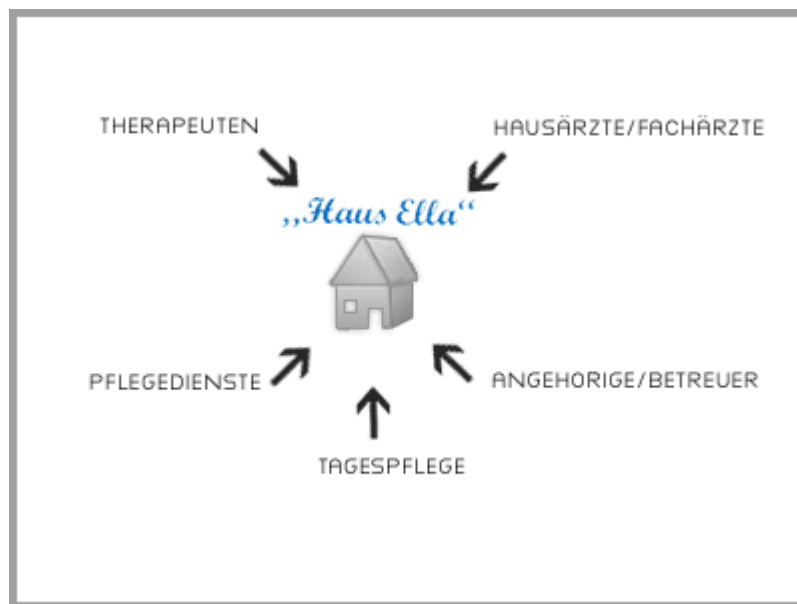 THERAPEUTEN
HAUSÄRZTE/FACHÄRZTE
„Haus Ella“
PFLEGEDIENSTE
ANGEHORIGE/BETREUER
TAGESPFLEGE